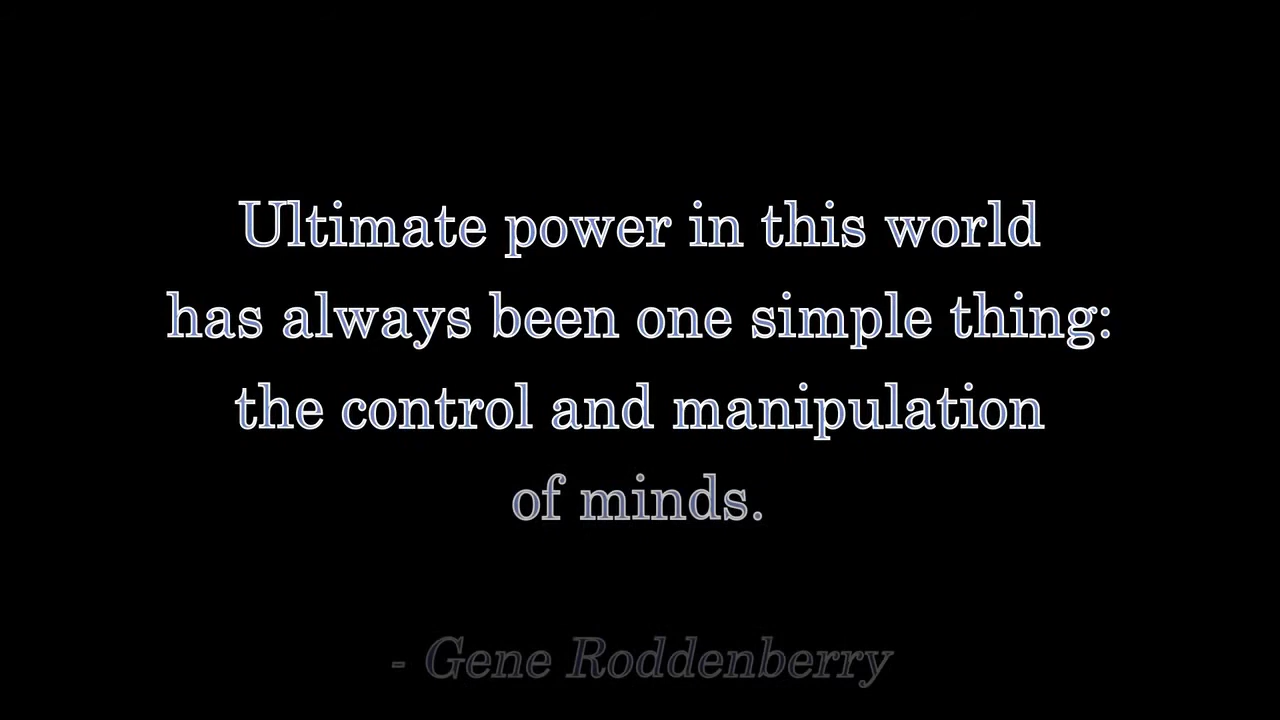 Ultimate power in this world
has always been one simple thing:
the control and manipulation
of minds.
- Gene Roddenberry